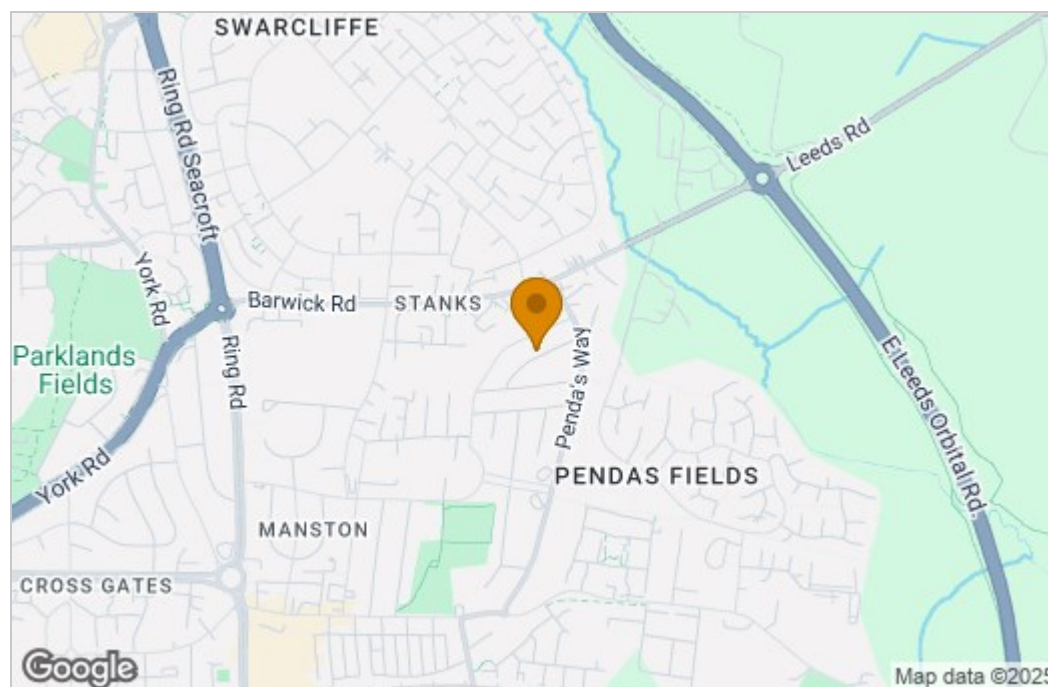 SWARCLIFFE
Ring Rd Seacroft
Leeds Rd
York Rd
Barwick Rd
STANKS
Parklands
Fields
Ring Rd
Penda's Way
E Leeds Orbital Rd.
York Rd
PENDAS FIELDS
MANSTON
CROSS GATES
Google
Map data ©2025